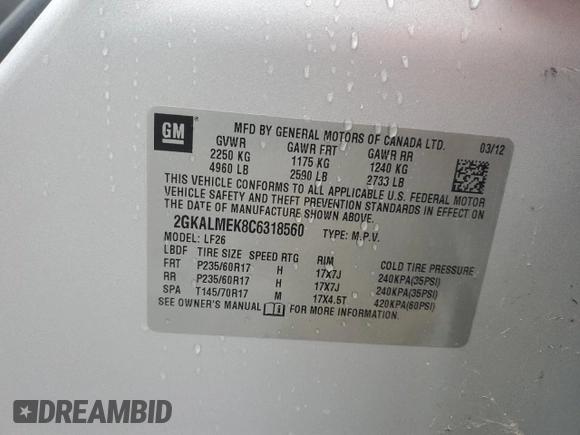 GM
MFD BY GENERAL MOTORS OF CANADA LTD. 03/12
GVWR GAWR FRT GAWR RR
2250 KG 1175 KG 1240 KG
4960 LB 2590 LB 2733 LB
THIS VEHICLE CONFORMS TO ALL APPLICABLE U.S. FEDERAL MOTOR
VEHICLE SAFETY AND THEFT PREVENTION STANDARDS IN EFFECT ON
THE DATE OF MANUFACTURE SHOWN ABOVE.
2GKALMEK8C6318560 TYPE: M.P.V.
MODEL: LF26
LBDF TIRE SIZE SPEED RTG RIM COLD TIRE PRESSURE
FRT P235/60R17 H 17X7J 240KPA(35PSI)
RR P235/60R17 H 17X7J 240KPA(35PSI)
SPA T145/70R17 M 17X4.5T 420KPA(60PSI)
SEE OWNER'S MANUAL FOR MORE INFORMATION.
DREAMBID